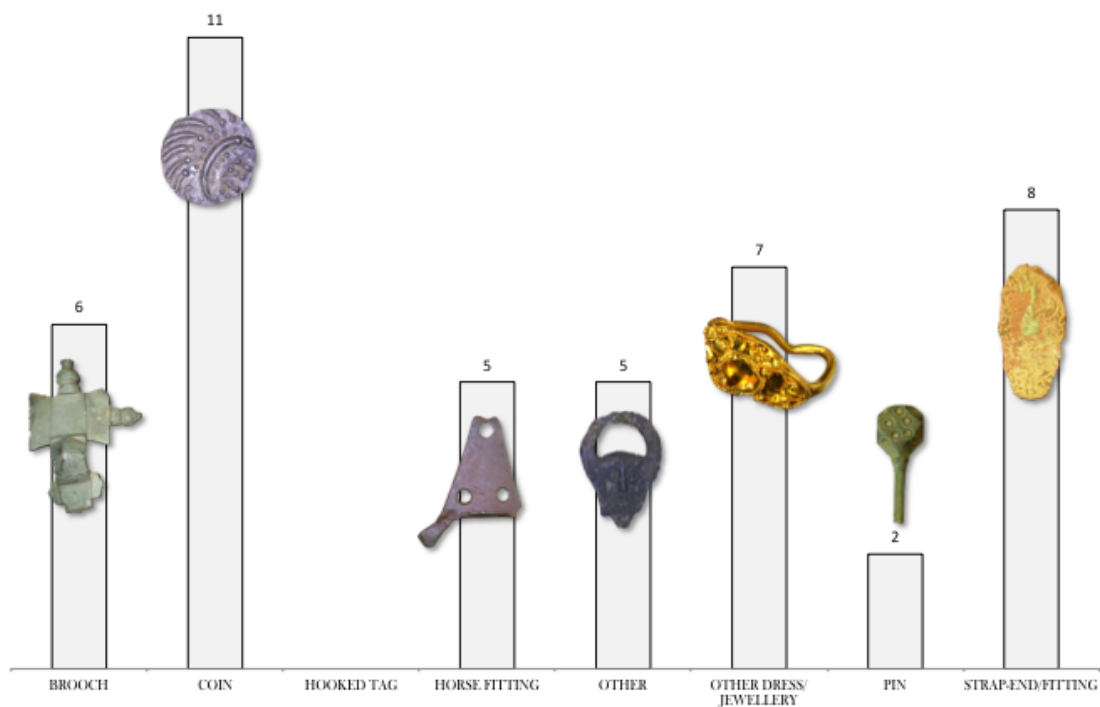 11
8
7
6
5
5
2
BROOCH
COIN
HOOKED TAG
HORSE FITTING
OTHER
OTHER DRESS/
JEWELLERY
PIN
STRAP-END/FITTING